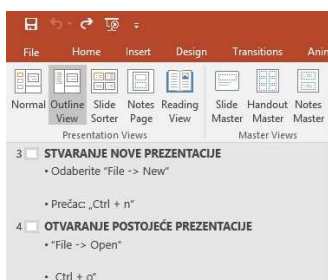 File Home Insert Design Transitions Anin
Normal Outline View Slide Sorter Notes Page Reading View Slide Master Handout Master Notes Master
Presentation Views Master Views
3 STVARANJE NOVE PREZENTACIJE
• Odaberite "File -> New"
• Prečac: „Ctrl + n"
4 OTVARANJE POSTOJEĆE PREZENTACIJE
• "File -> Open"
• „Ctrl + o"